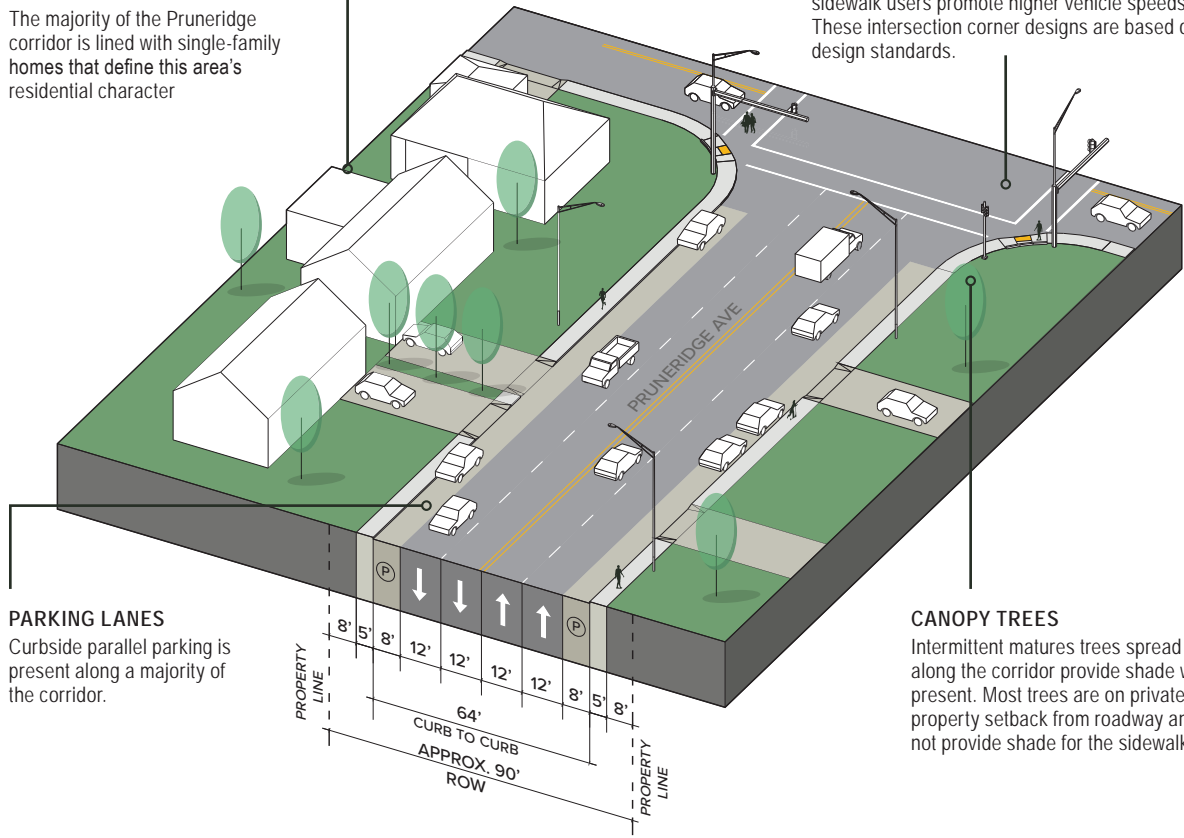 The majority of the Pruneridge
corridor is lined with single-family
homes that define this area's
residential character
sidewalk users promote higher vehicle speeds
These intersection corner designs are based
design standards.
PRUNERIDGE AVE
PARKING LANES
Curbside parallel parking is
present along a majority of
the corridor.
P
P
8' 5' 8' 12' 12' 12' 12' 8' 5' 8'
PROPERTY
LINE
64'
CURB TO CURB
APPROX. 90'
ROW
PROPERTY
LINE
CANOPY TREES
Intermittent matures trees spread
along the corridor provide shade
present. Most trees are on private
property setback from roadway
not provide shade for the sidewalk